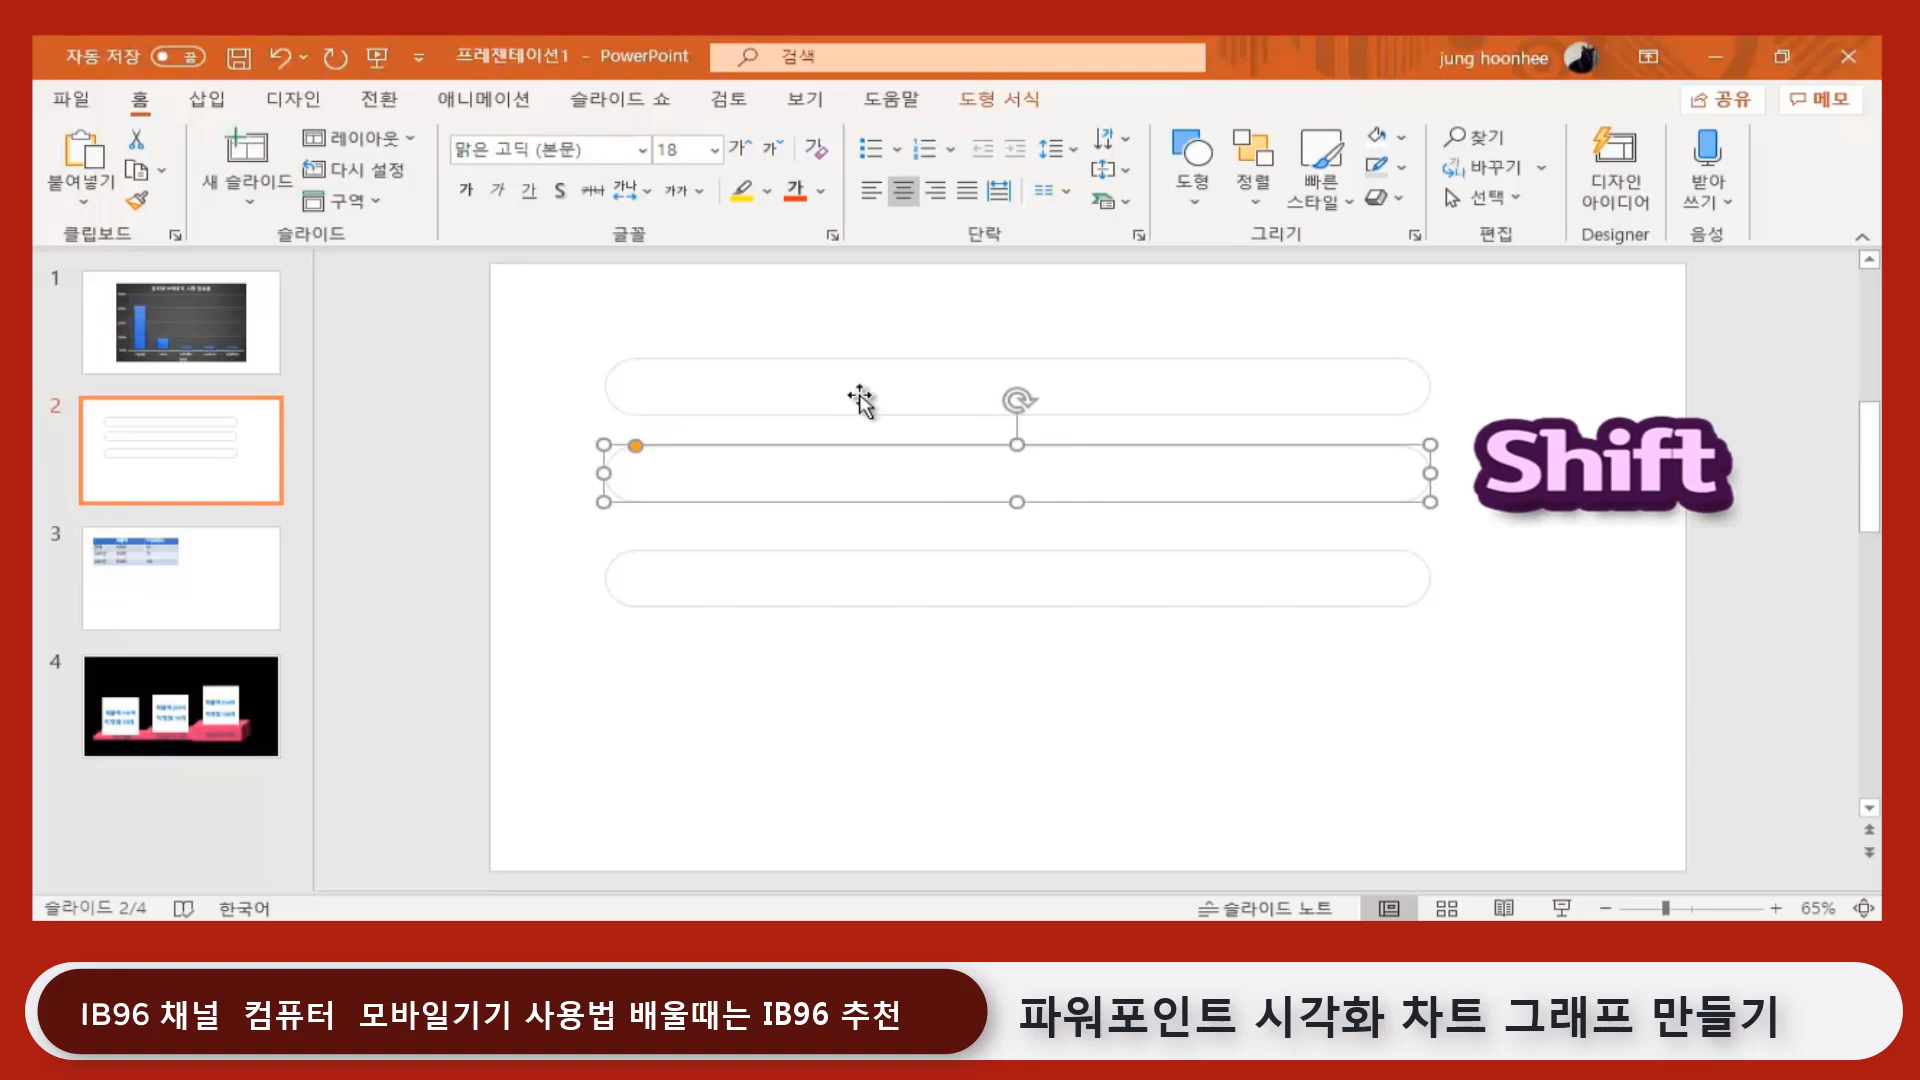 자동 저장 끔 프레젠테이션1 - PowerPoint 검색 jung hoonhee
파일 홈 삽입 디자인 전환 애니메이션 슬라이드 쇼 검토 보기 도움말 도형 서식 공유 메모
붙여넣기 새 슬라이드 레이아웃 다시 설정 구역
맑은 고딕 (본문) 18 가 가 가
가 가 가 S 가나 가가 가
도형 정렬 빠른 스타일
찾기 바꾸기 선택
디자인 아이디어 받아 쓰기
클립보드 슬라이드 글꼴 단락 그리기 편집 Designer 음성
1
2
3
4
Shift
슬라이드 2/4 한국어 슬라이드 노트 65%
IB96 채널 컴퓨터 모바일기기 사용법 배울때는 IB96 추천
파워포인트 시각화 차트 그래프 만들기